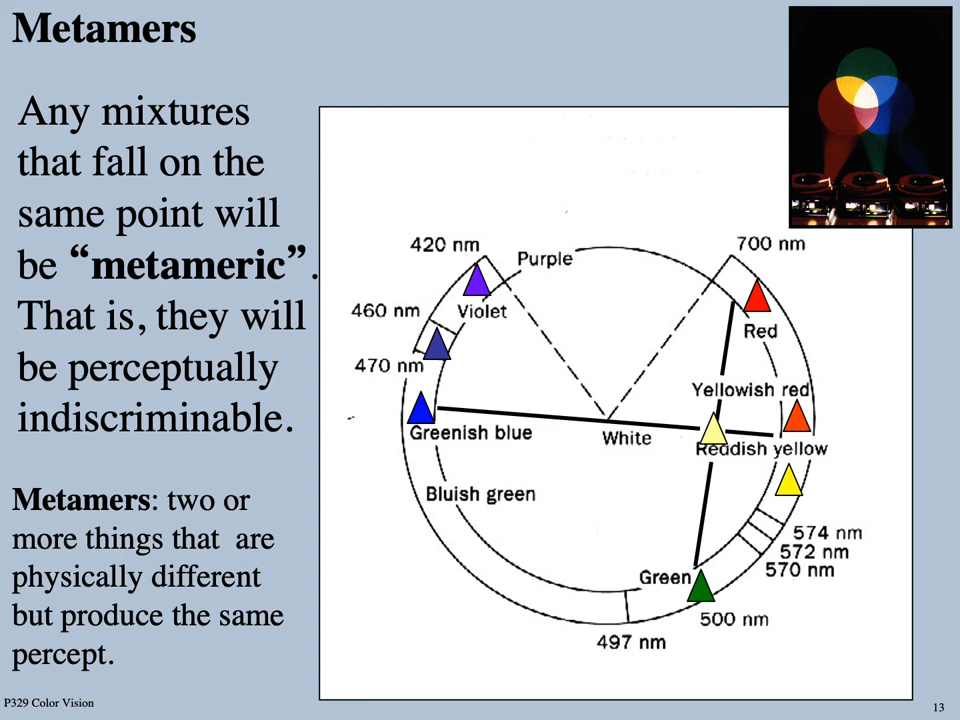 Metamers
Any mixtures
that fall on the
same point will
be “metameric”.
That is, they will
be perceptually
indiscriminable.
Metamers: two or
more things that are
physically different
but produce the same
percept.
420 nm
Purple
700 nm
460 nm
Violet
Red
470 nm
Yellowish red
Greenish blue
White
Reddish yellow
Bluish green
574 nm
572 nm
570 nm
Green
500 nm
497 nm
P329 Color Vision
13